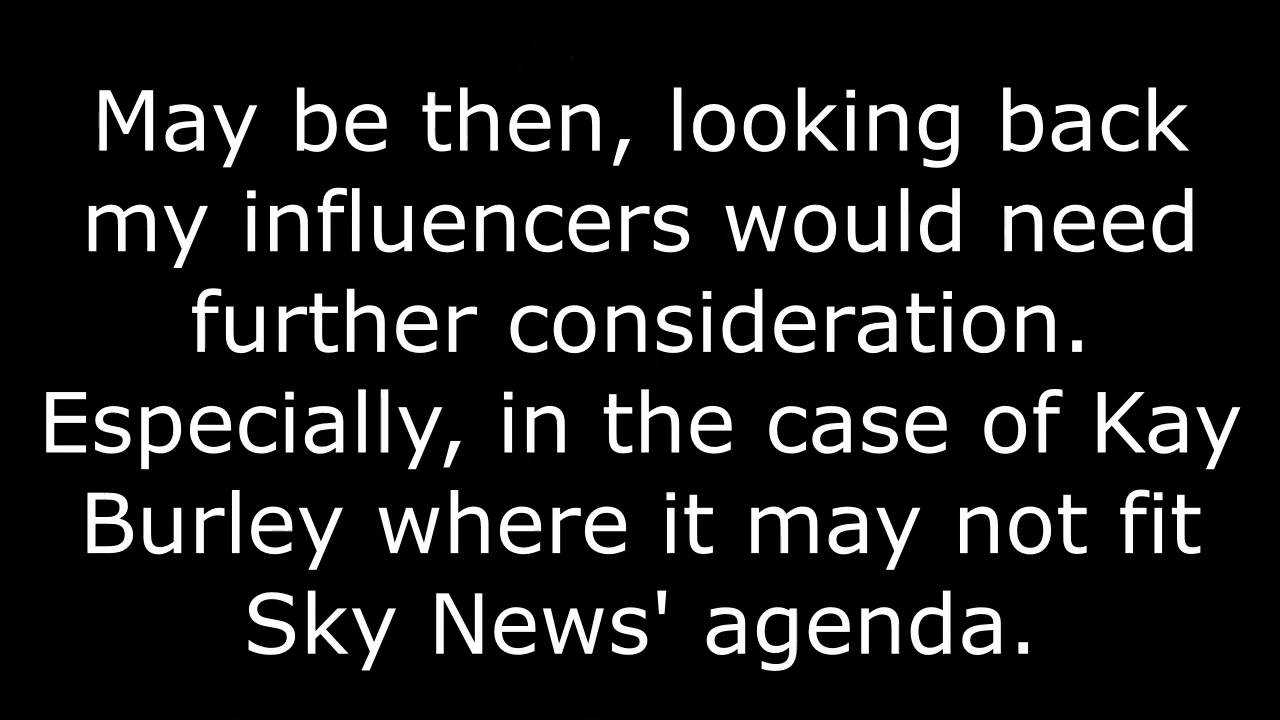 May be then, looking back
my influencers would need
further consideration.
Especially, in the case of Kay
Burley where it may not fit
Sky News' agenda.